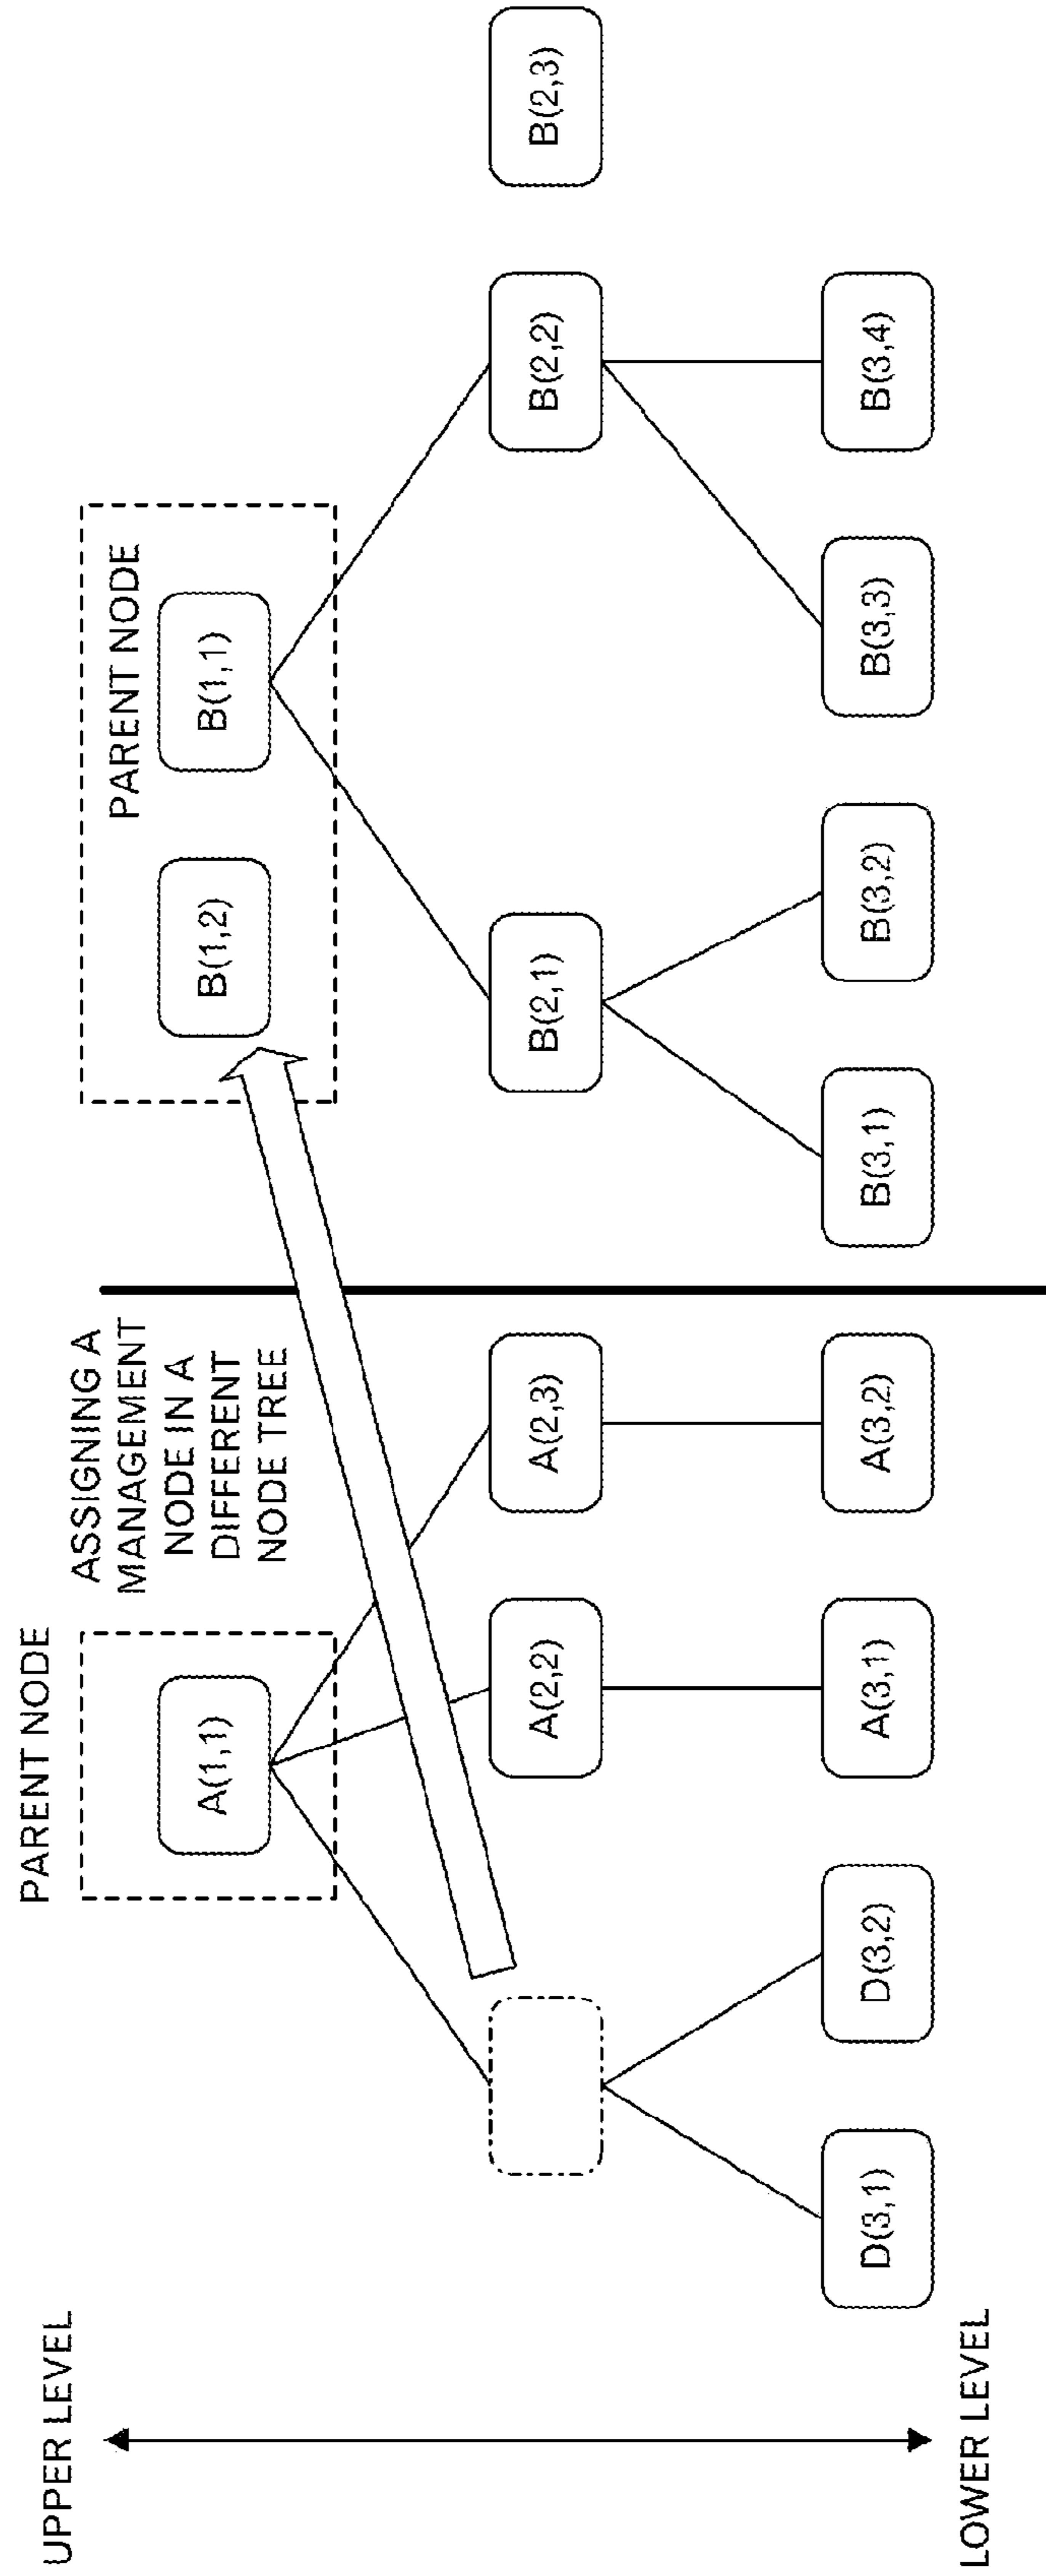 UPPER LEVEL
LOWER LEVEL
PARENT NODE
A(1,1)
ASSIGNING A
MANAGEMENT
NODE IN A
DIFFERENT
NODE TREE
A(2,2)
A(2,3)
D(3,1)
D(3,2)
A(3,1)
A(3,2)
PARENT NODE
B(1,2)
B(1,1)
B(2,1)
B(2,2)
B(2,3)
B(3,1)
B(3,2)
B(3,3)
B(3,4)